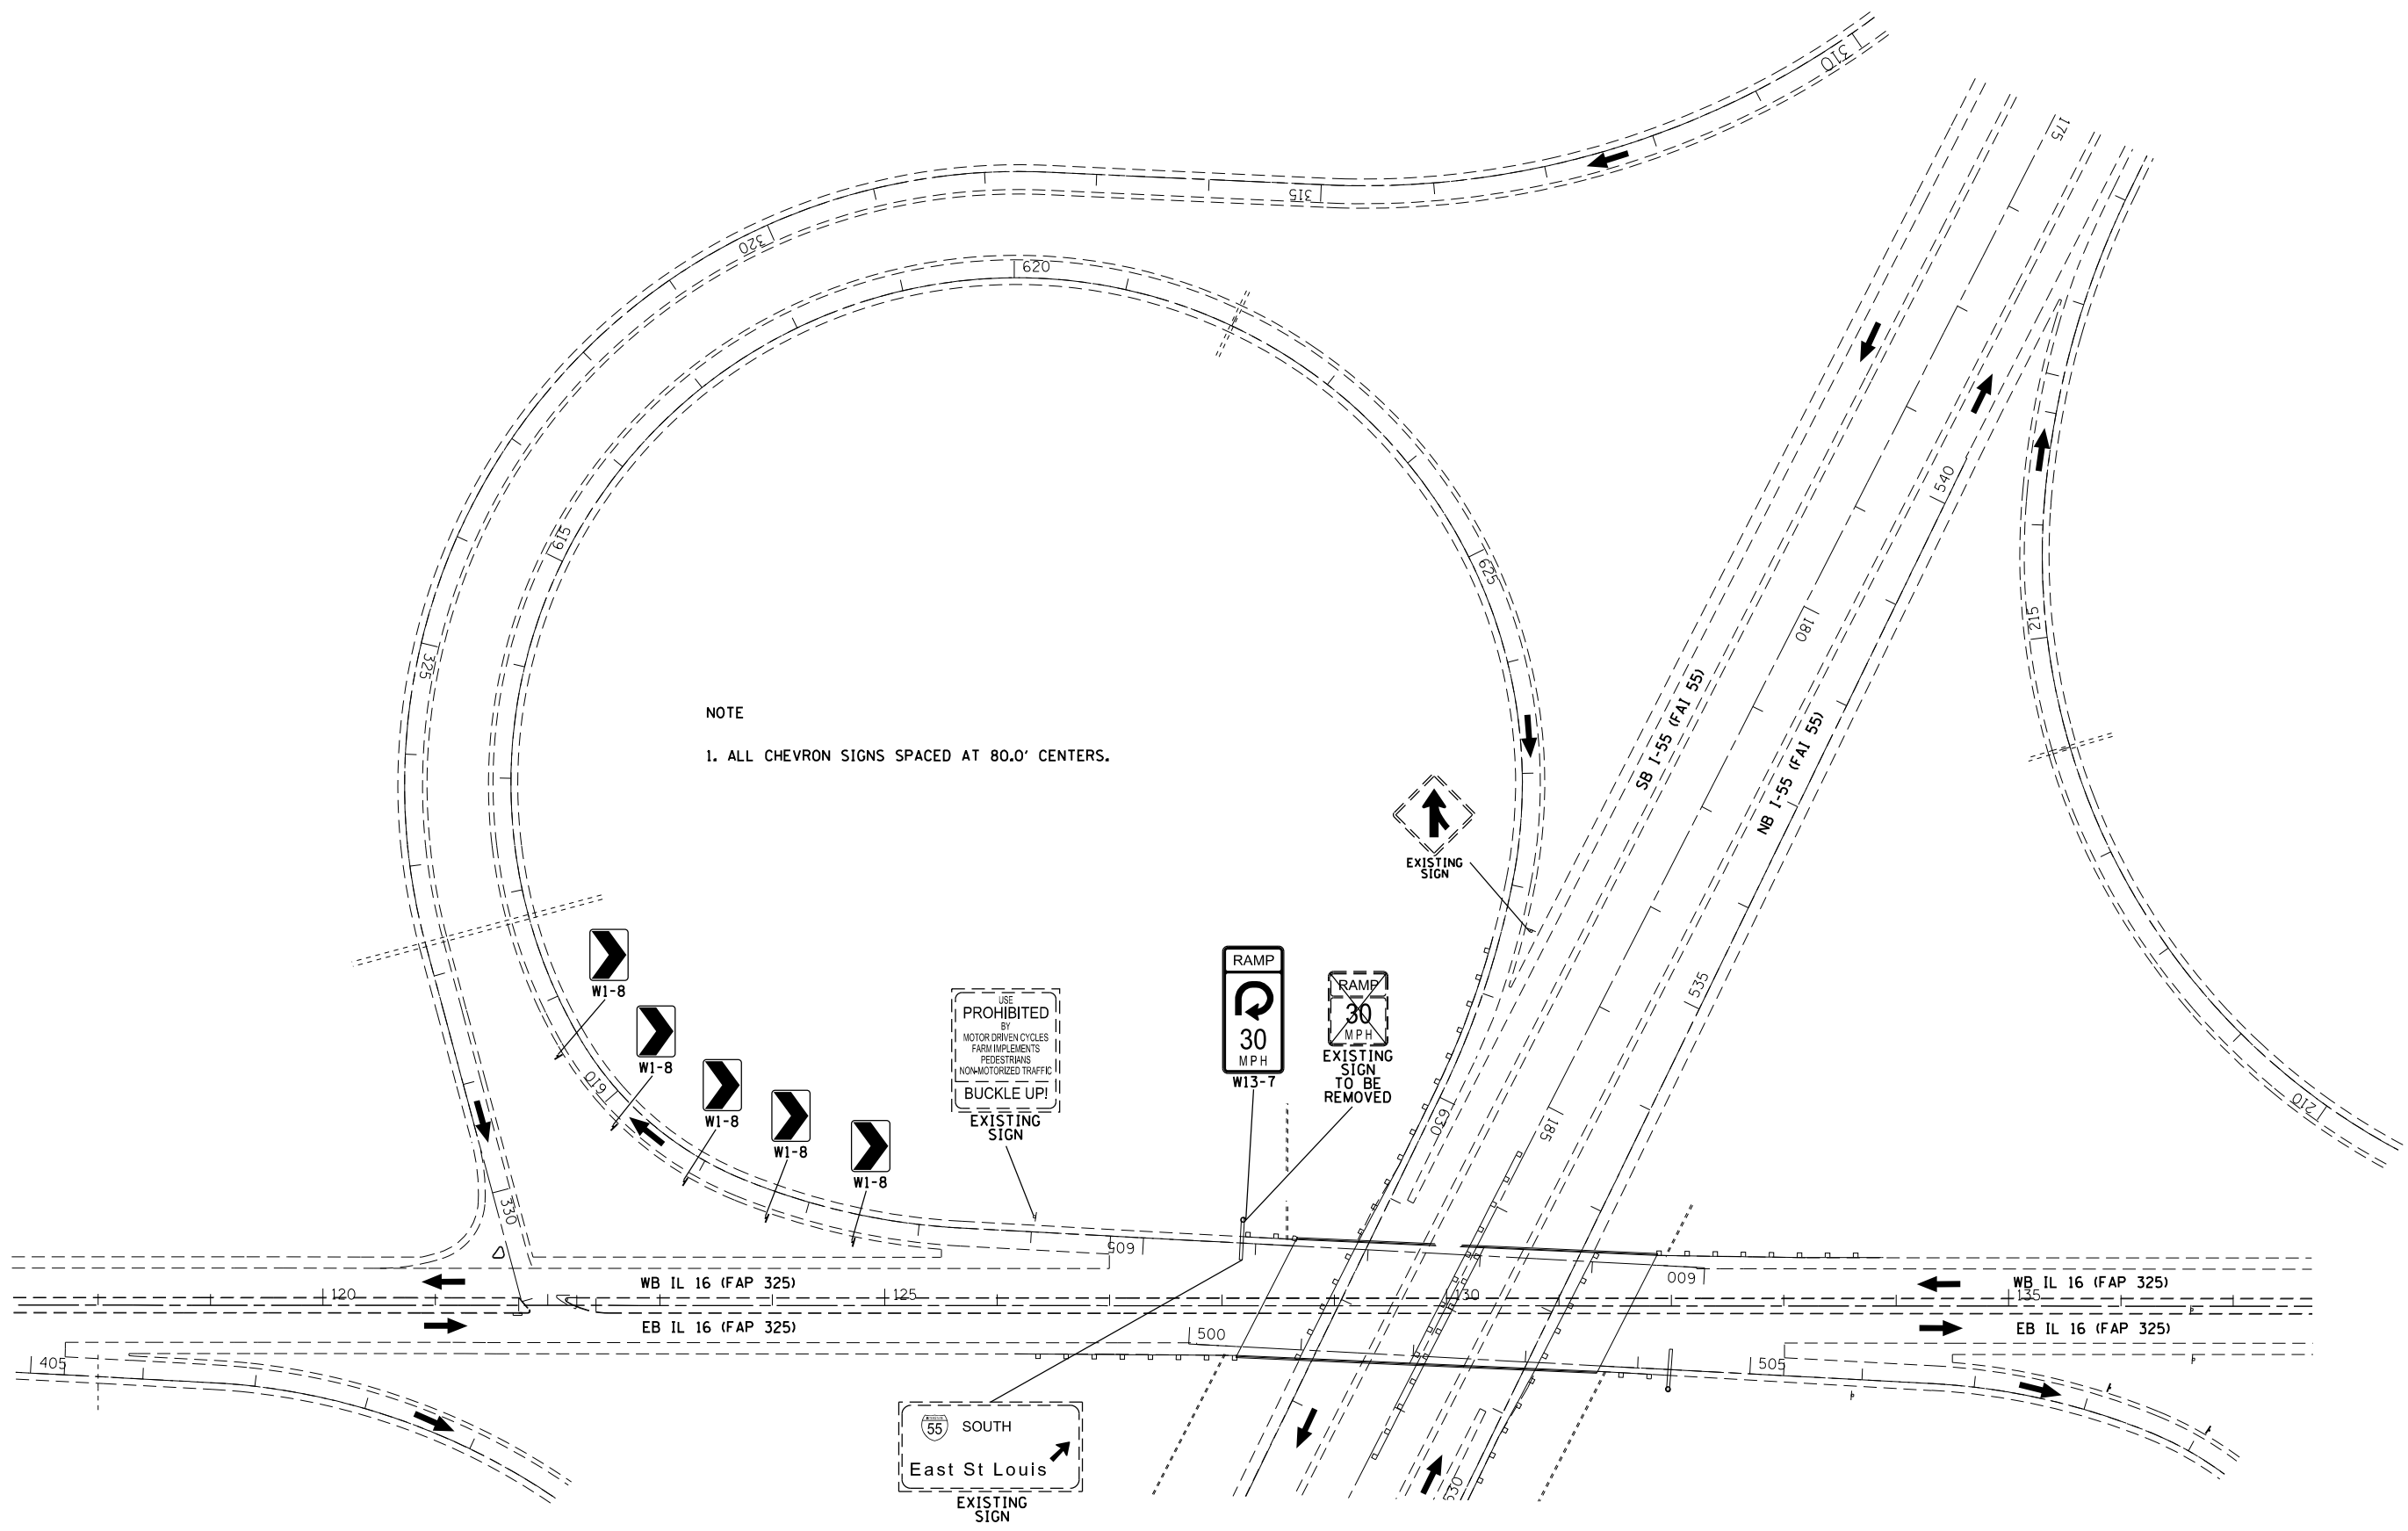 310
175
315
320
620
615
625
540
180
215
325
SB I-55 (FAI 55)
NB I-55 (FAI 55)
NOTE
1. ALL CHEVRON SIGNS SPACED AT 80.0' CENTERS.
EXISTING
SIGN
W1-8
W1-8
W1-8
W1-8
W1-8
USE
PROHIBITED
BY
MOTOR DRIVEN CYCLES
FARM IMPLEMENTS
PEDESTRIANS
NON-MOTORIZED TRAFFIC
BUCKLE UP!
EXISTING
SIGN
RAMP
30
MPH
W13-7
RAMP
30
MPH
EXISTING
SIGN
TO BE
REMOVED
535
610
630
185
210
330
605
600
WB IL 16 (FAP 325)
WB IL 16 (FAP 325)
120
125
130
135
EB IL 16 (FAP 325)
EB IL 16 (FAP 325)
500
405
505
55
SOUTH
East St Louis
EXISTING
SIGN
530